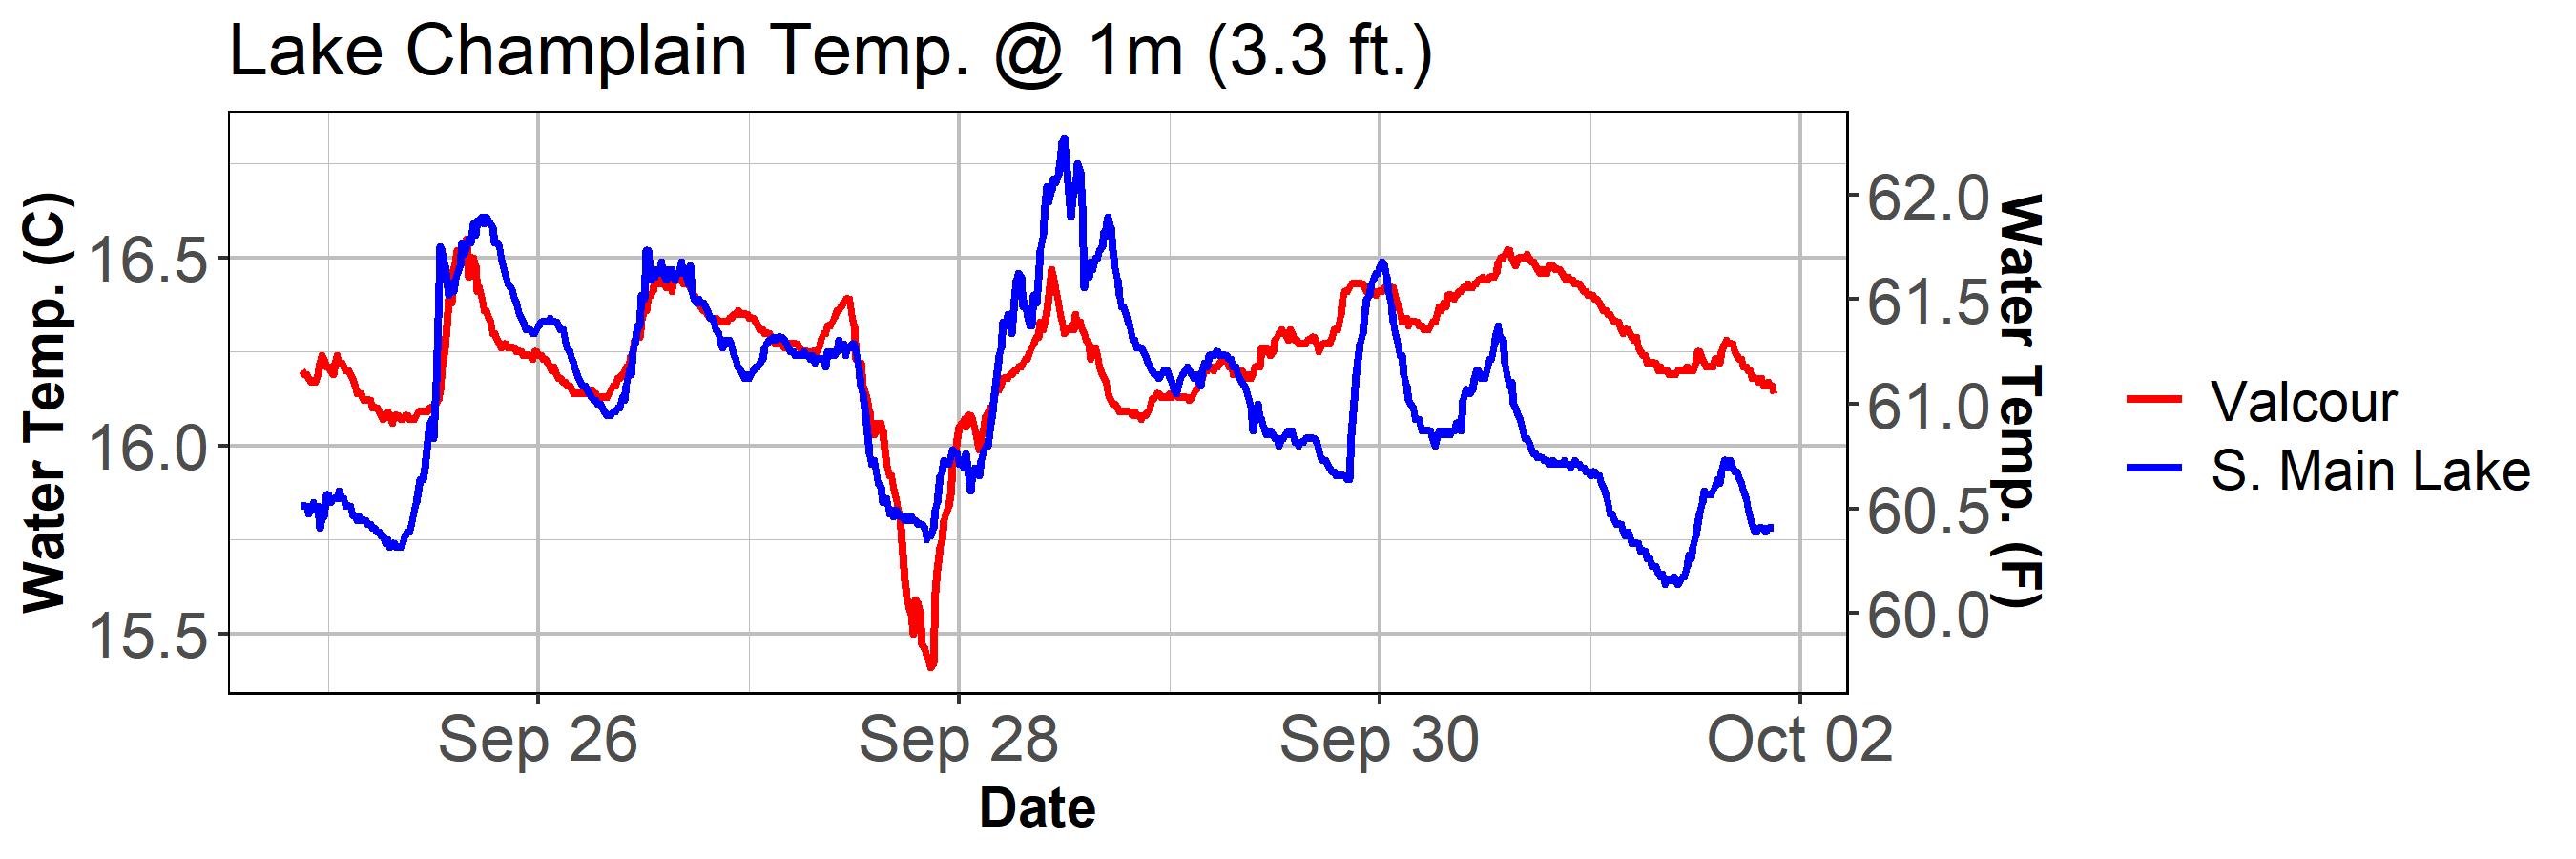 Lake Champlain Temp. @ 1m (3.3 ft.)
Water Temp. (C)
16.5
16.0
15.5
62.0
61.5
61.0
60.5
60.0
Water Temp. (F)
Sep 26
Sep 28
Sep 30
Oct 02
Date
Valcour
S. Main Lake